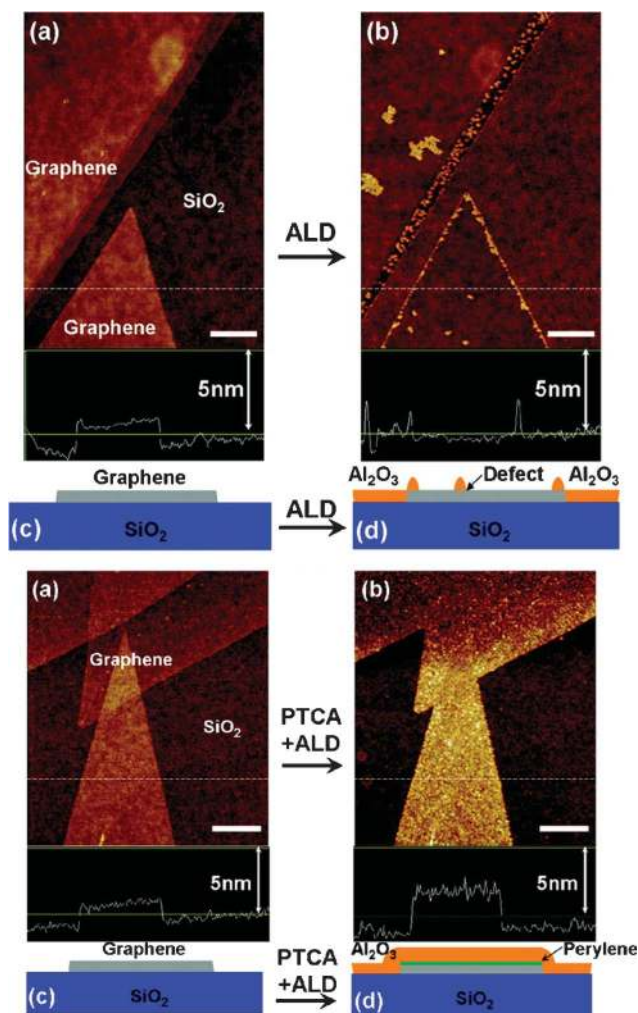 (a)
(b)
Graphene
SiO2
ALD
Graphene
5nm
5nm
Graphene
Al2O3
Defect
Al2O3
(c)
SiO2
ALD
(d)
SiO2
(a)
(b)
Graphene
SiO2
PTCA
+ALD
5nm
5nm
Graphene
PTCA
+ALD
Al2O3
Perylene
(c)
SiO2
(d)
SiO2